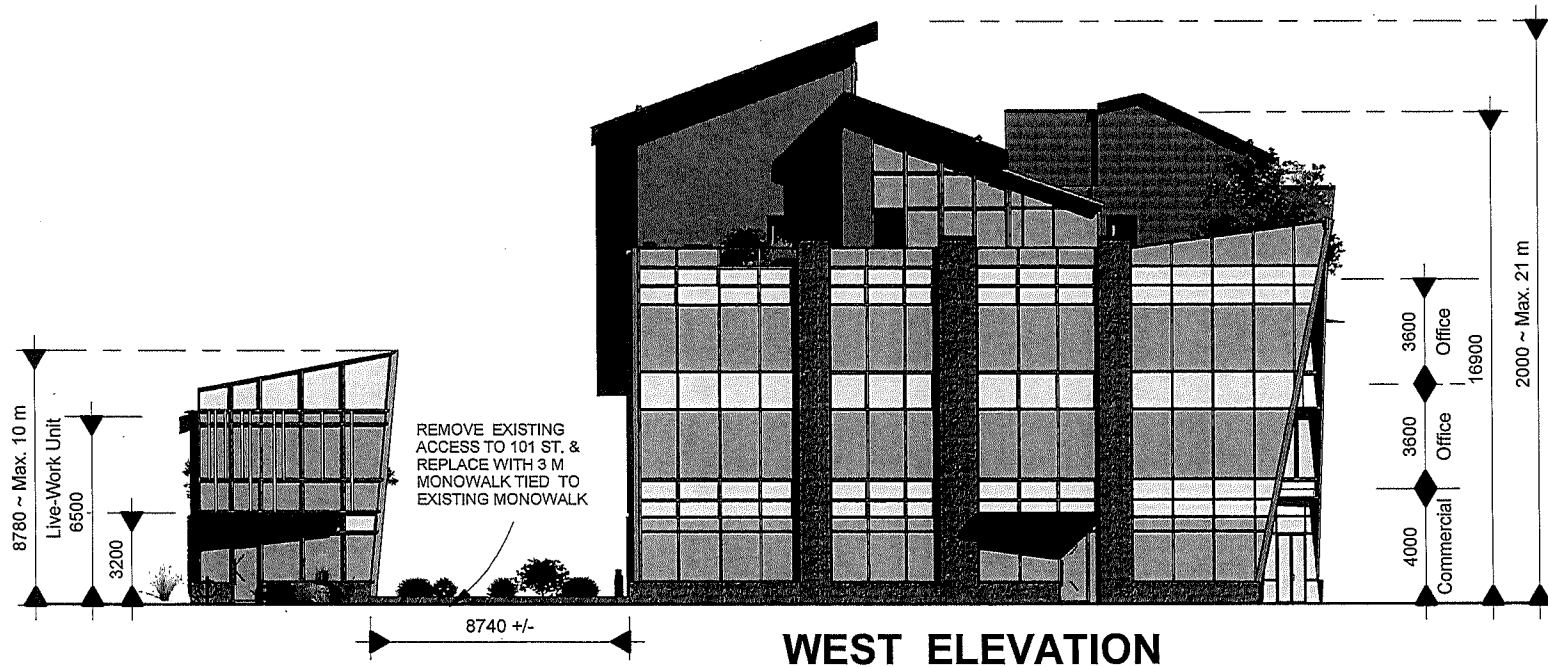 8780 ~ Max. 10 m
Live-Work Unit
6500
3200
REMOVE EXISTING
ACCESS TO 101 ST. &
REPLACE WITH 3 M
MONOWALK TIED TO
EXISTING MONOWALK
8740 +/-
3600
Office
3600
Office
4000
Commercial
16900
2000 ~ Max. 21 m
WEST ELEVATION